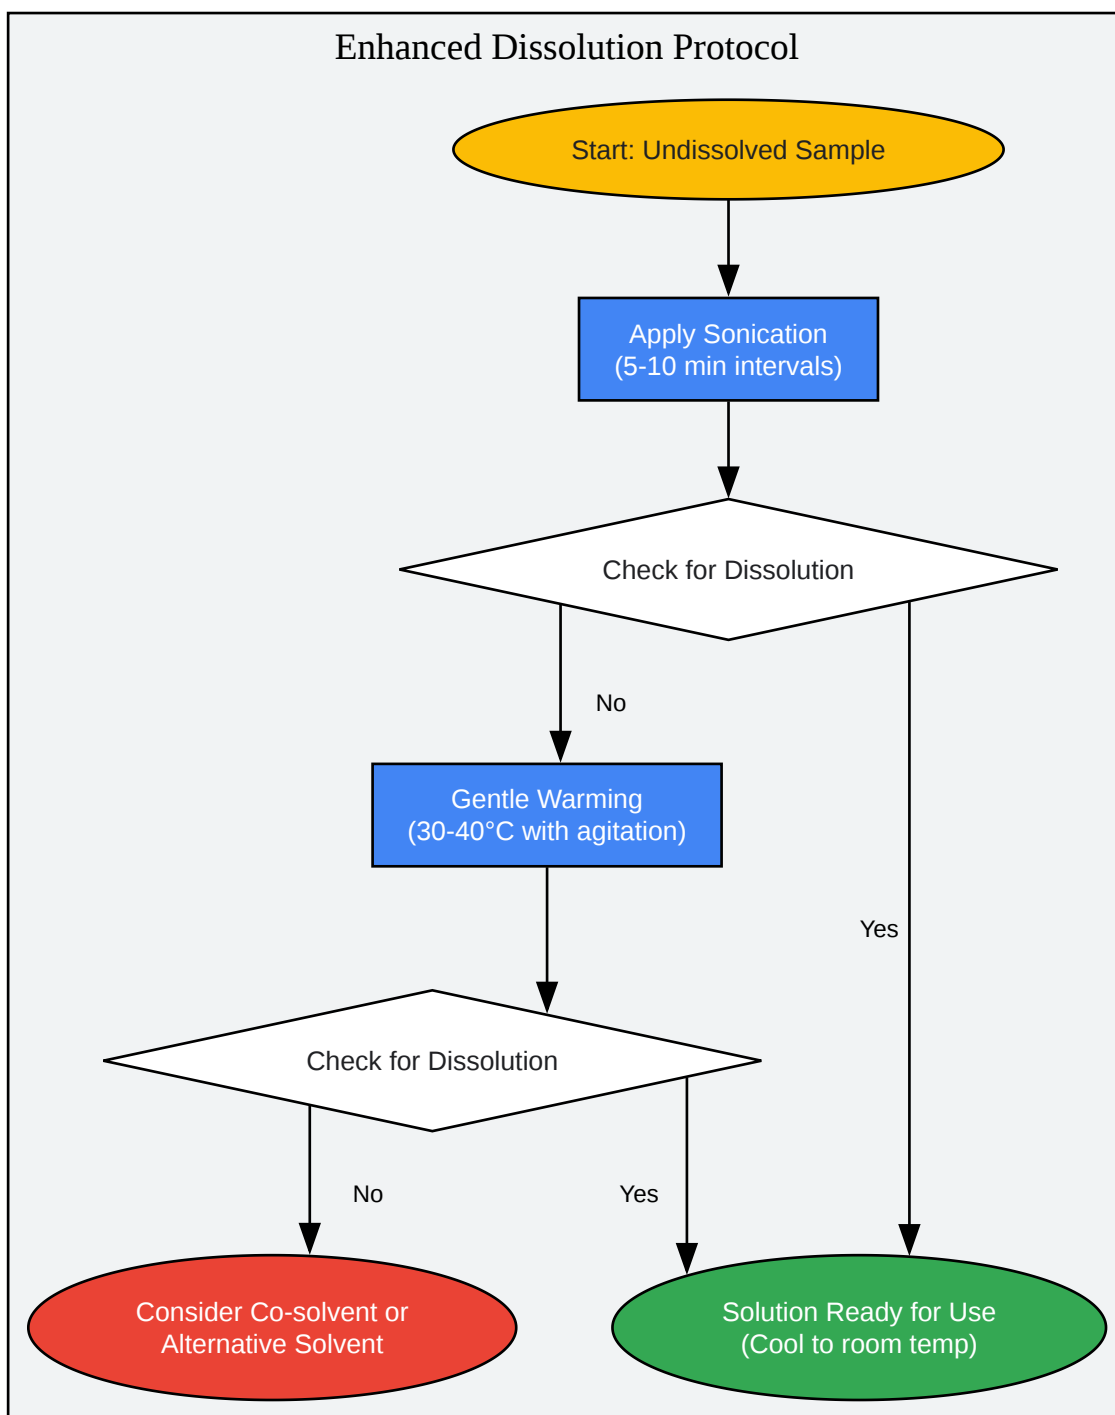 Enhanced Dissolution Protocol
Start: Undissolved Sample
Apply Sonication
(5-10 min intervals)
Check for Dissolution
No
Gentle Warming
(30-40°C with agitation)
Yes
Check for Dissolution
No
Yes
Consider Co-solvent or
Alternative Solvent
Solution Ready for Use
(Cool to room temp)